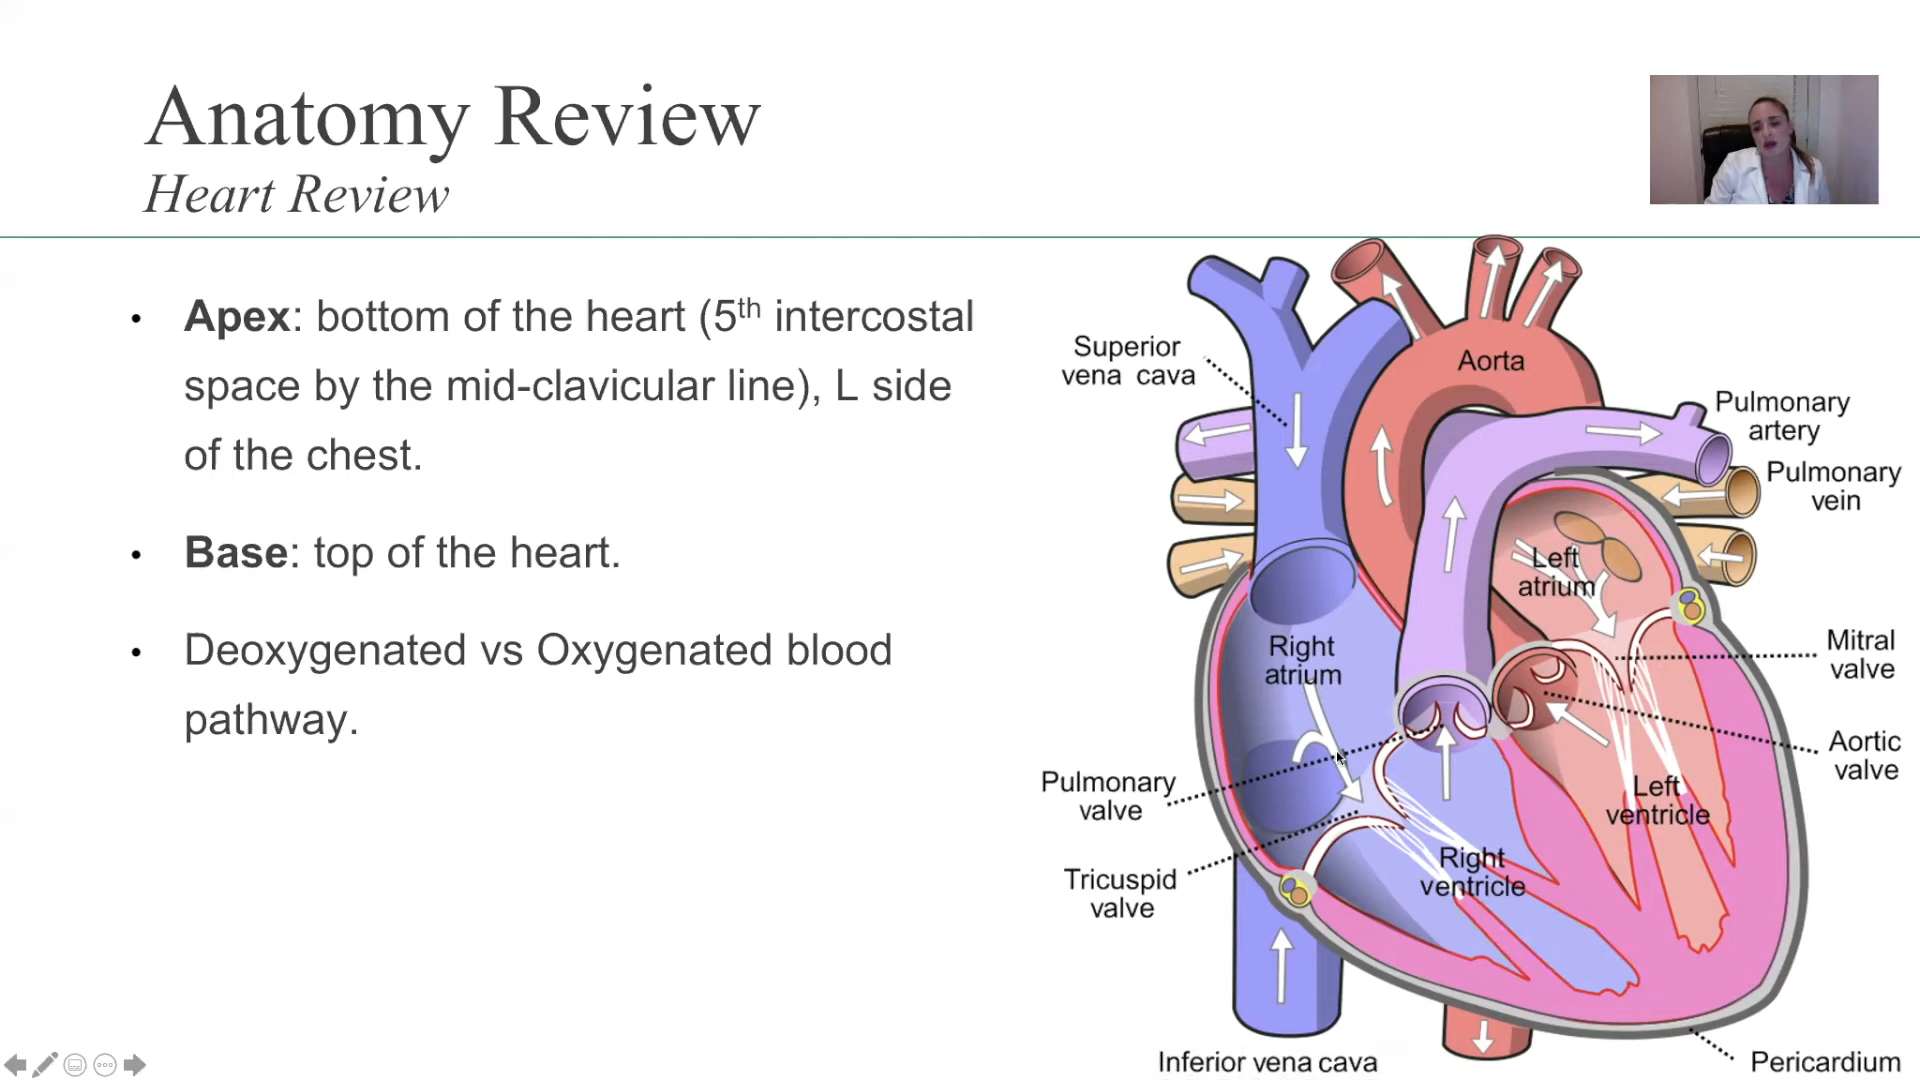 Anatomy Review
Heart Review
• Apex: bottom of the heart (5th intercostal
space by the mid-clavicular line), L side
of the chest.
• Base: top of the heart.
• Deoxygenated vs Oxygenated blood
pathway.
Superior
vena cava
Aorta
Pulmonary
artery
Pulmonary
vein
Left
atrium
Right
atrium
Mitral
valve
Aortic
valve
Pulmonary
valve
Left
ventricle
Tricuspid
valve
Right
ventricle
Inferior vena cava
Pericardium